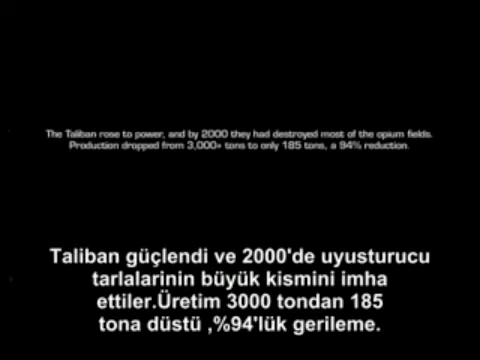 The Taliban rose to power, and by 2000 they had destroyed most of the opium fields.
Production dropped from 3,000+ tons to only 185 tons, a 94% reduction.
Taliban güçlendi ve 2000'de uyusturucu
tarlalarinin büyük kismini imha
ettiler.Üretim 3000 tondan 185
tona düstü ,%94'lük gerileme.